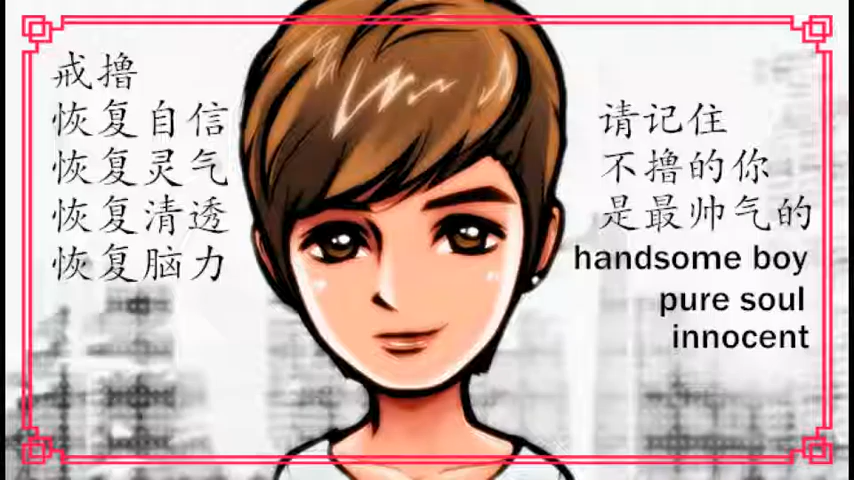 戒撸
恢复自信
恢复灵气
恢复清透
恢复脑力
请记住
不撸的你
是最帅气的
handsome boy
pure soul
innocent